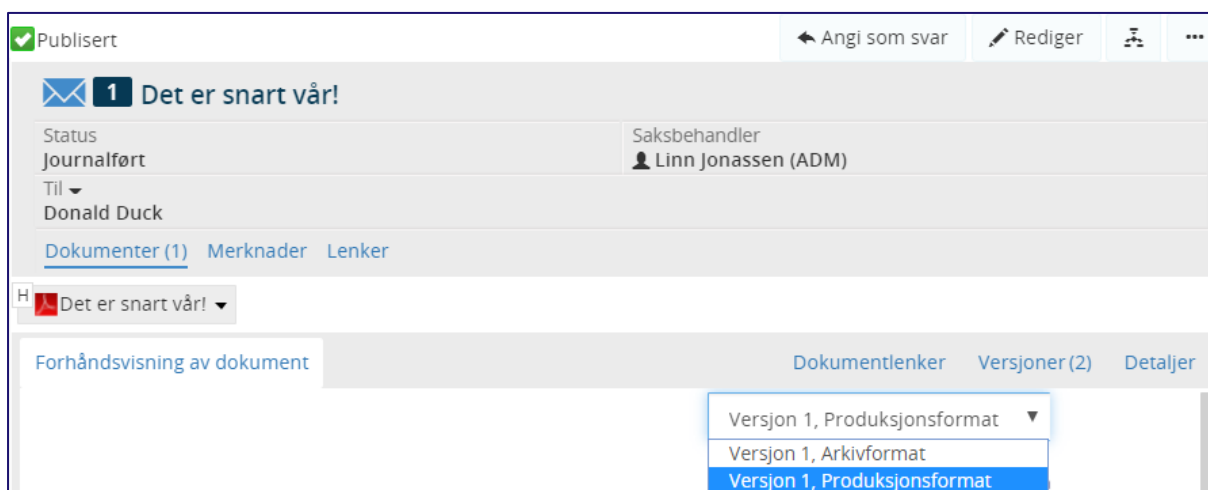 Publisert Angi som svar Rediger ...
1 Det er snart vår!
Status Saksbehandler
Journalført Linn Jonassen (ADM)
Til
Donald Duck
Dokumenter (1) Merknader Lenker
H Det er snart vår!
Forhåndsvisning av dokument Dokumentlenker Versjoner (2) Detaljer
Versjon 1, Produksjonsformat
Versjon 1, Arkivformat
Versjon 1, Produksjonsformat